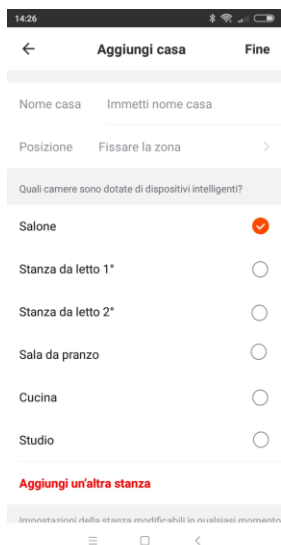 14:26
Aggiungi casa Fine
Nome casa Immetti nome casa
Posizione Fissare la zona
Quali camere sono dotate di dispositivi intelligenti?
Salone
Stanza da letto 1°
Stanza da letto 2°
Sala da pranzo
Cucina
Studio
Aggiungi un'altra stanza
Impostazioni della stanza modificabili in qualsiasi momento